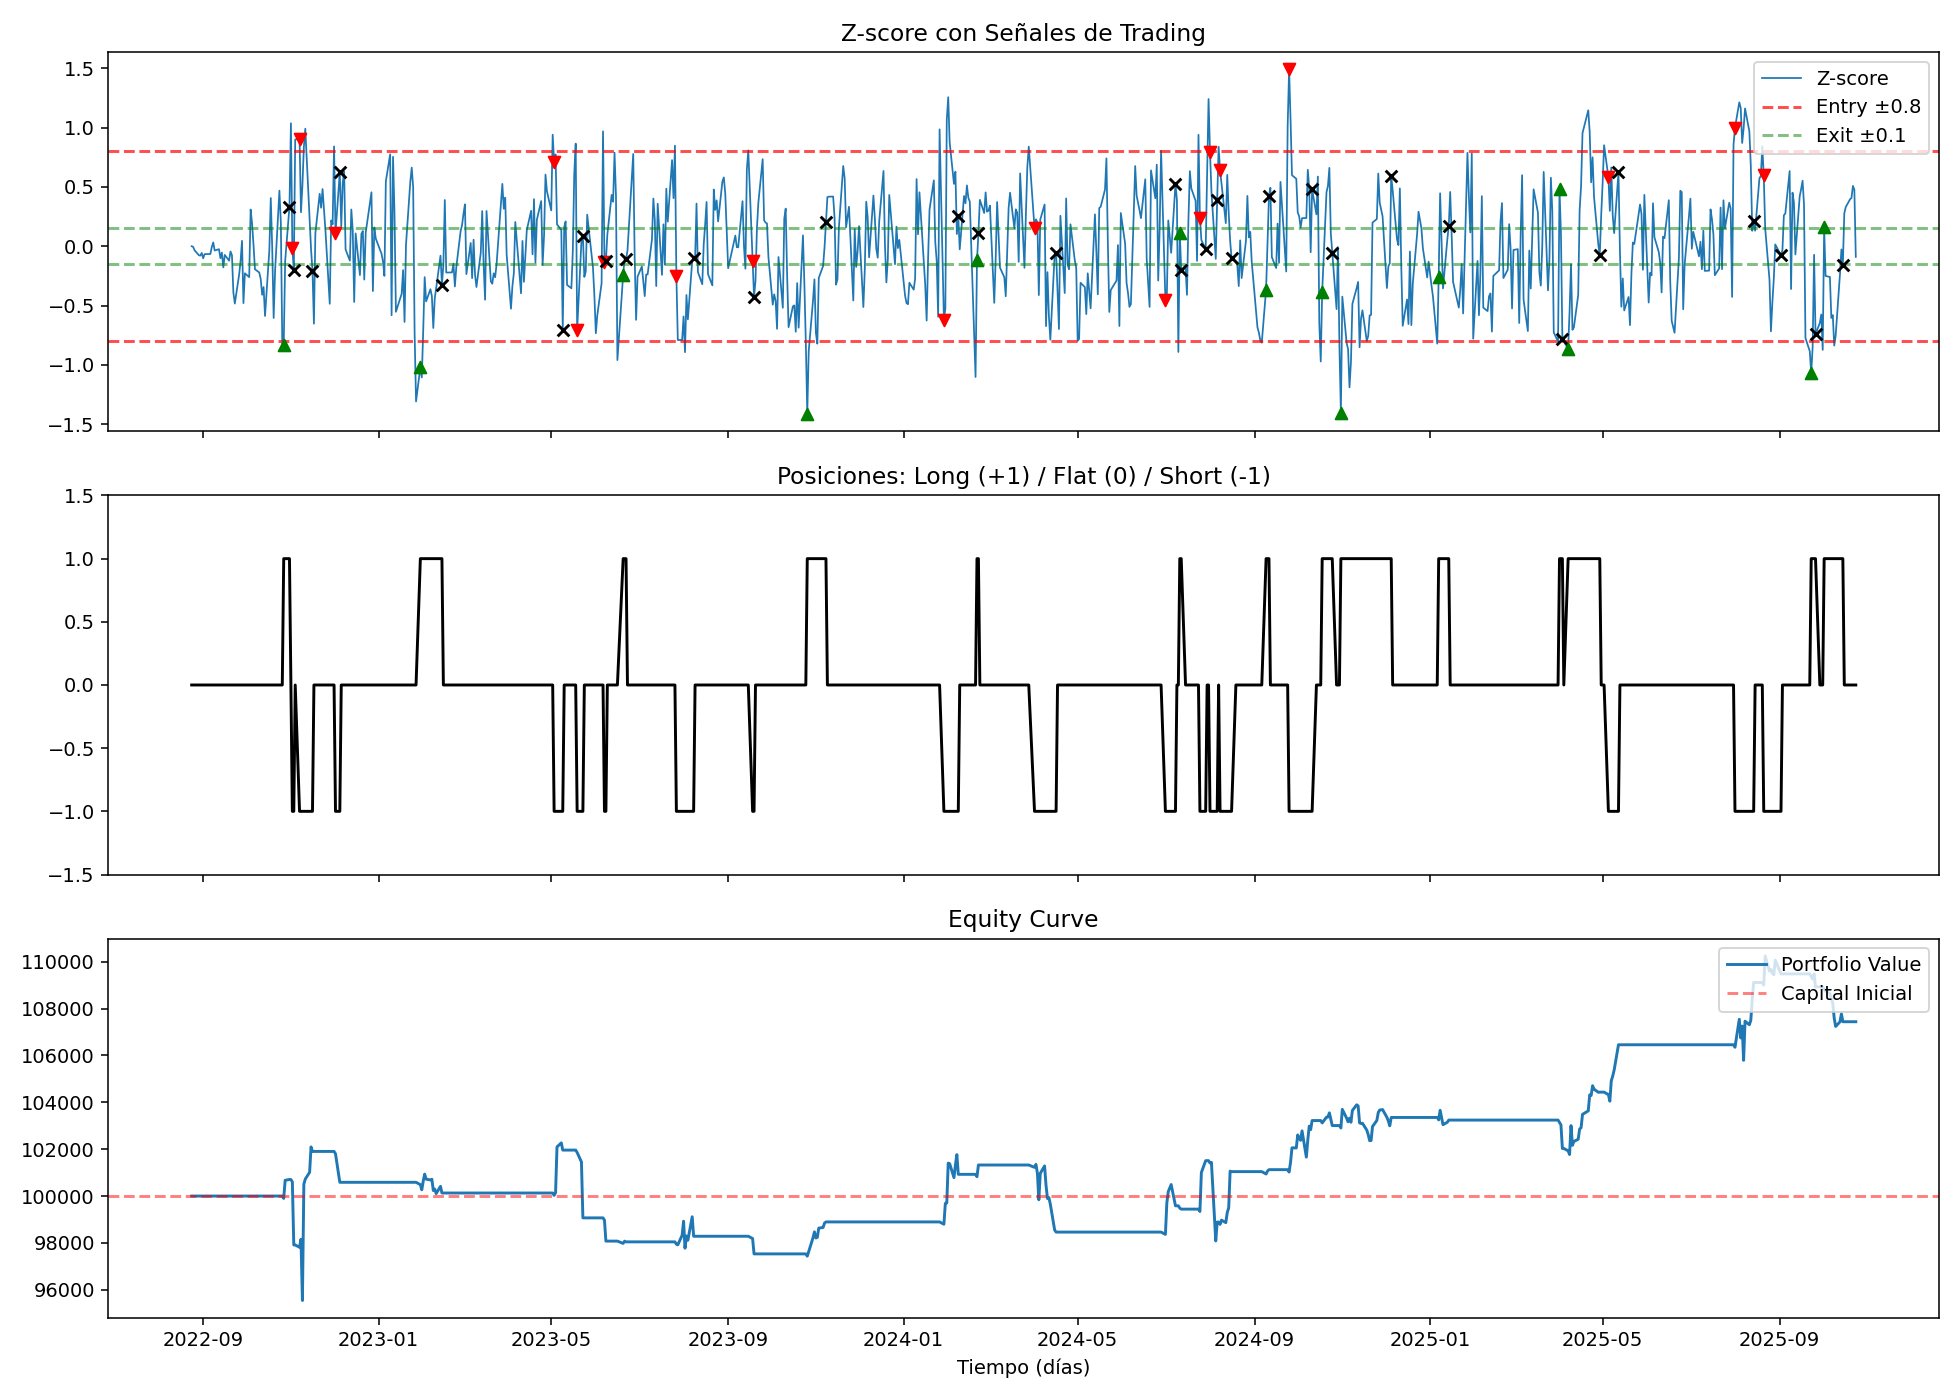 Z-score con Señales de Trading
1.5
1.0
0.5
0.0
−0.5
−1.0
−1.5
Z-score
Entry ±0.8
Exit ±0.1
Posiciones: Long (+1) / Flat (0) / Short (-1)
1.5
1.0
0.5
0.0
−0.5
−1.0
−1.5
Equity Curve
110000
108000
106000
104000
102000
100000
98000
96000
Portfolio Value
Capital Inicial
2022-09 2023-01 2023-05 2023-09 2024-01 2024-05 2024-09 2025-01 2025-05 2025-09
Tiempo (días)